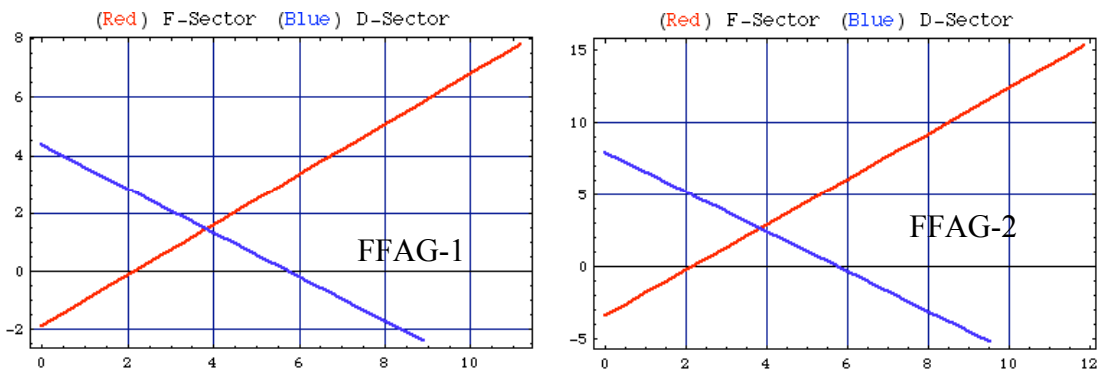 (Red) F-Sector (Blue) D-Sector
8
6
4
2
0
-2
0 2 4 6 8 10
FFAG-1
(Red) F-Sector (Blue) D-Sector
15
10
5
0
-5
0 2 4 6 8 10 12
FFAG-2